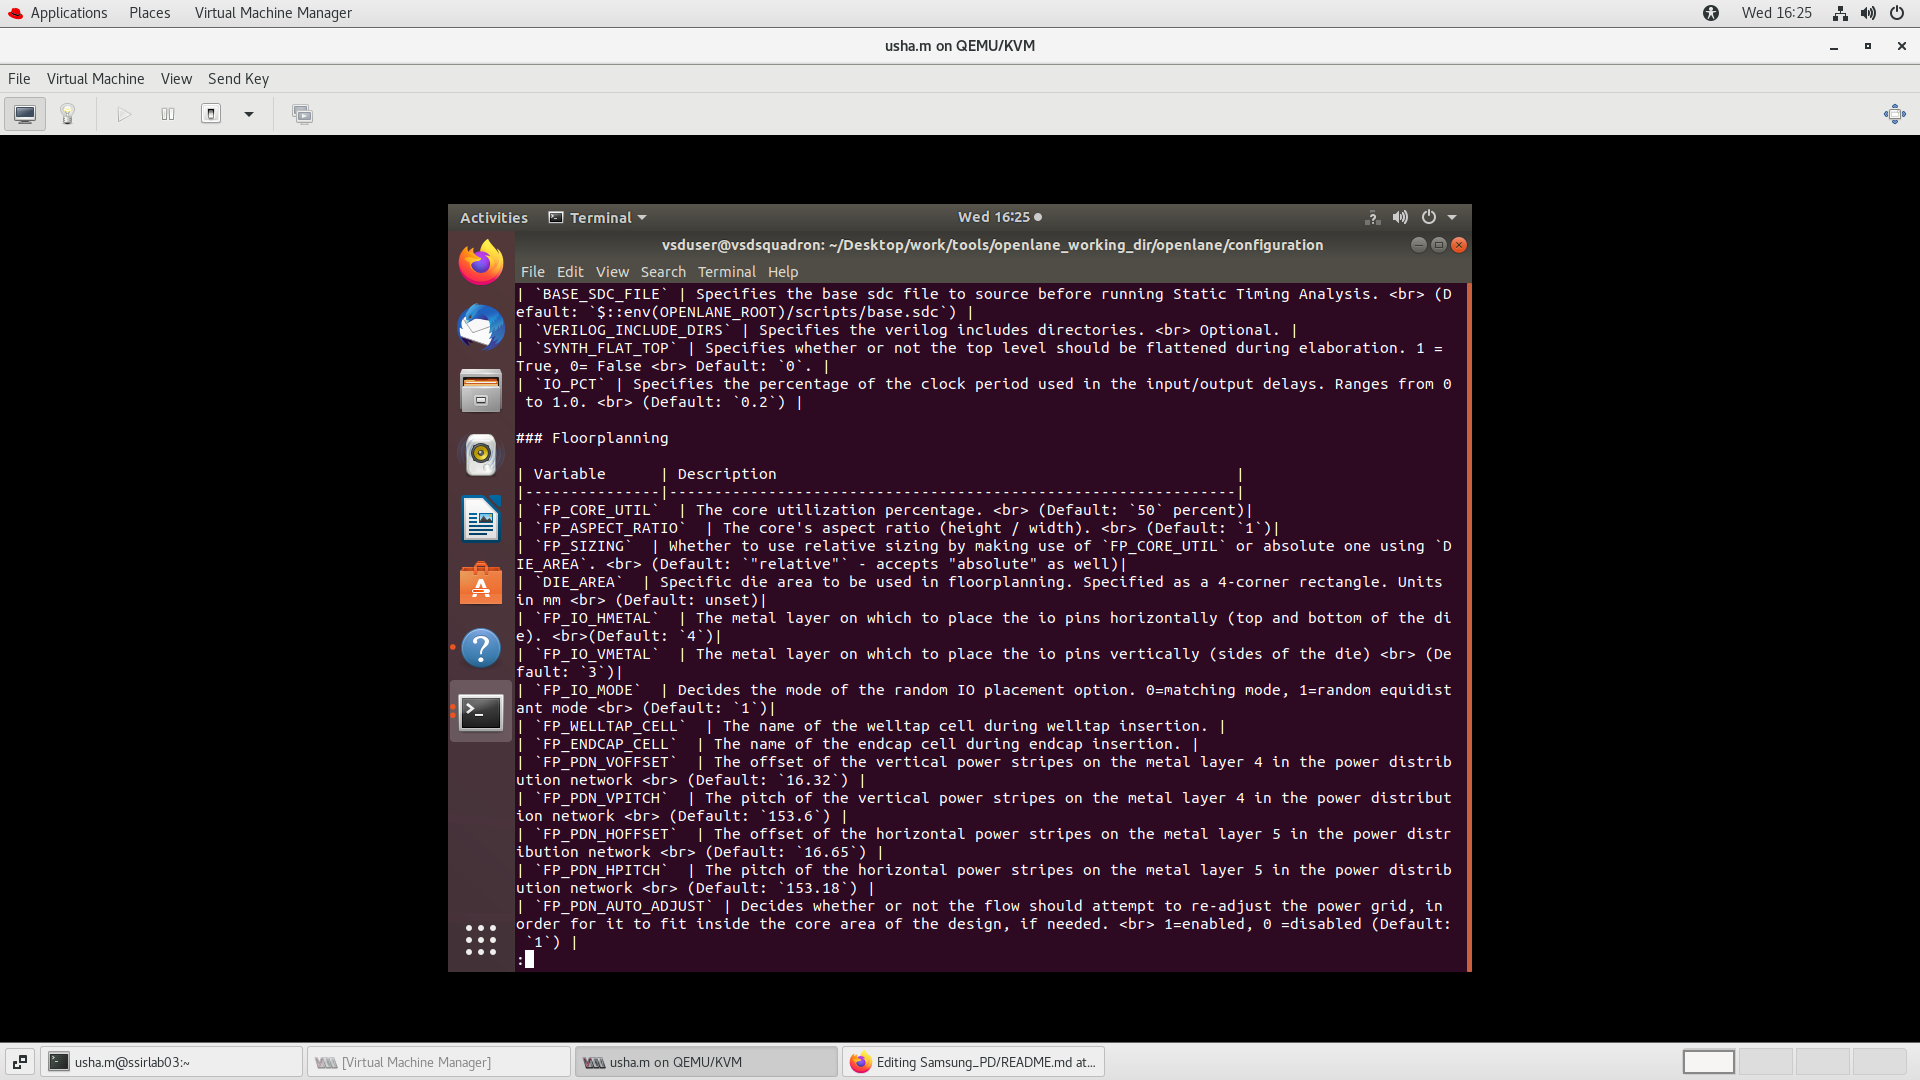 Applications Places Virtual Machine Manager Wed 16:25
usha.m on QEMU/KVM
File Virtual Machine View Send Key
Activities Terminal Wed 16:25
vsduser@vsdsquadron: ~/Desktop/work/tools/openlane_working_dir/openlane/configuration
File Edit View Search Terminal Help
| `BASE_SDC_FILE` | Specifies the base sdc file to source before running Static Timing Analysis. <br> (D
efault: `$::env(OPENLANE_ROOT)/scripts/base.sdc`) |
| `VERILOG_INCLUDE_DIRS` | Specifies the verilog includes directories. <br> Optional. |
| `SYNTH_FLAT_TOP` | Specifies whether or not the top level should be flattened during elaboration. 1 =
True, 0= False <br> Default: `0`. |
| `IO_PCT` | Specifies the percentage of the clock period used in the input/output delays. Ranges from 0
 to 1.0. <br> (Default: `0.2`) |
### Floorplanning
| Variable      | Description                                                   |
|---------------|---------------------------------------------------------------|
| `FP_CORE_UTIL`  | The core utilization percentage. <br> (Default: `50` percent)|
| `FP_ASPECT_RATIO`  | The core's aspect ratio (height / width). <br> (Default: `1`)|
| `FP_SIZING`  | Whether to use relative sizing by making use of `FP_CORE_UTIL` or absolute one using `D
IE_AREA`. <br> (Default: `"relative"` - accepts "absolute" as well)|
| `DIE_AREA`  | Specific die area to be used in floorplanning. Specified as a 4-corner rectangle. Units
in mm <br> (Default: unset)|
| `FP_IO_HMETAL`  | The metal layer on which to place the io pins horizontally (top and bottom of the di
e). <br>(Default: `4`)|
| `FP_IO_VMETAL`  | The metal layer on which to place the io pins vertically (sides of the die) <br> (De
fault: `3`)|
| `FP_IO_MODE`  | Decides the mode of the random IO placement option. 0=matching mode, 1=random equidist
ant mode <br> (Default: `1`)|
| `FP_WELLTAP_CELL`  | The name of the welltap cell during welltap insertion. |
| `FP_ENDCAP_CELL`  | The name of the endcap cell during endcap insertion. |
| `FP_PDN_VOFFSET`  | The offset of the vertical power stripes on the metal layer 4 in the power distrib
ution network <br> (Default: `16.32`) |
| `FP_PDN_VPITCH`  | The pitch of the vertical power stripes on the metal layer 4 in the power distribut
ion network <br> (Default: `153.6`) |
| `FP_PDN_HOFFSET`  | The offset of the horizontal power stripes on the metal layer 5 in the power distr
ibution network <br> (Default: `16.65`) |
| `FP_PDN_HPITCH`  | The pitch of the horizontal power stripes on the metal layer 5 in the power distrib
ution network <br> (Default: `153.18`) |
| `FP_PDN_AUTO_ADJUST` | Decides whether or not the flow should attempt to re-adjust the power grid, in
order for it to fit inside the core area of the design, if needed. <br> 1=enabled, 0 =disabled (Default:
 `1`) |
:
usha.m@ssirlab03:~ [Virtual Machine Manager] usha.m on QEMU/KVM Editing Samsung_PD/README.md at...